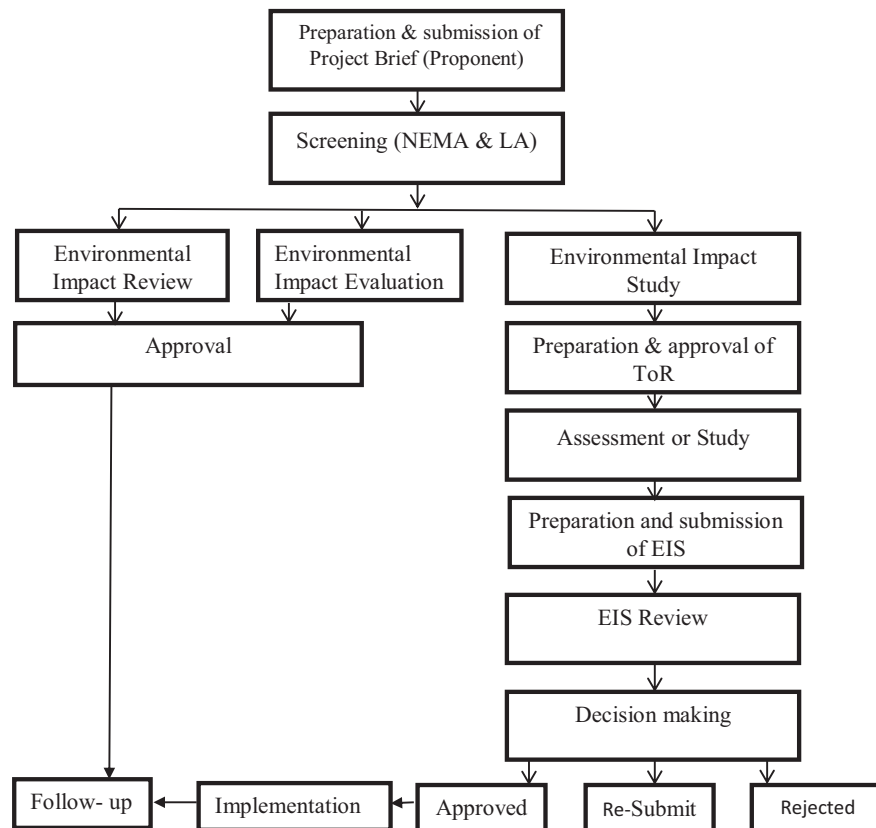 Preparation & submission of
Project Brief (Proponent)
Screening (NEMA & LA)
Environmental
Impact Review
Environmental
Impact Evaluation
Environmental Impact
Study
Approval
Preparation & approval of
ToR
Assessment or Study
Preparation and submission
of EIS
EIS Review
Decision making
Follow- up
Implementation
Approved
Re-Submit
Rejected